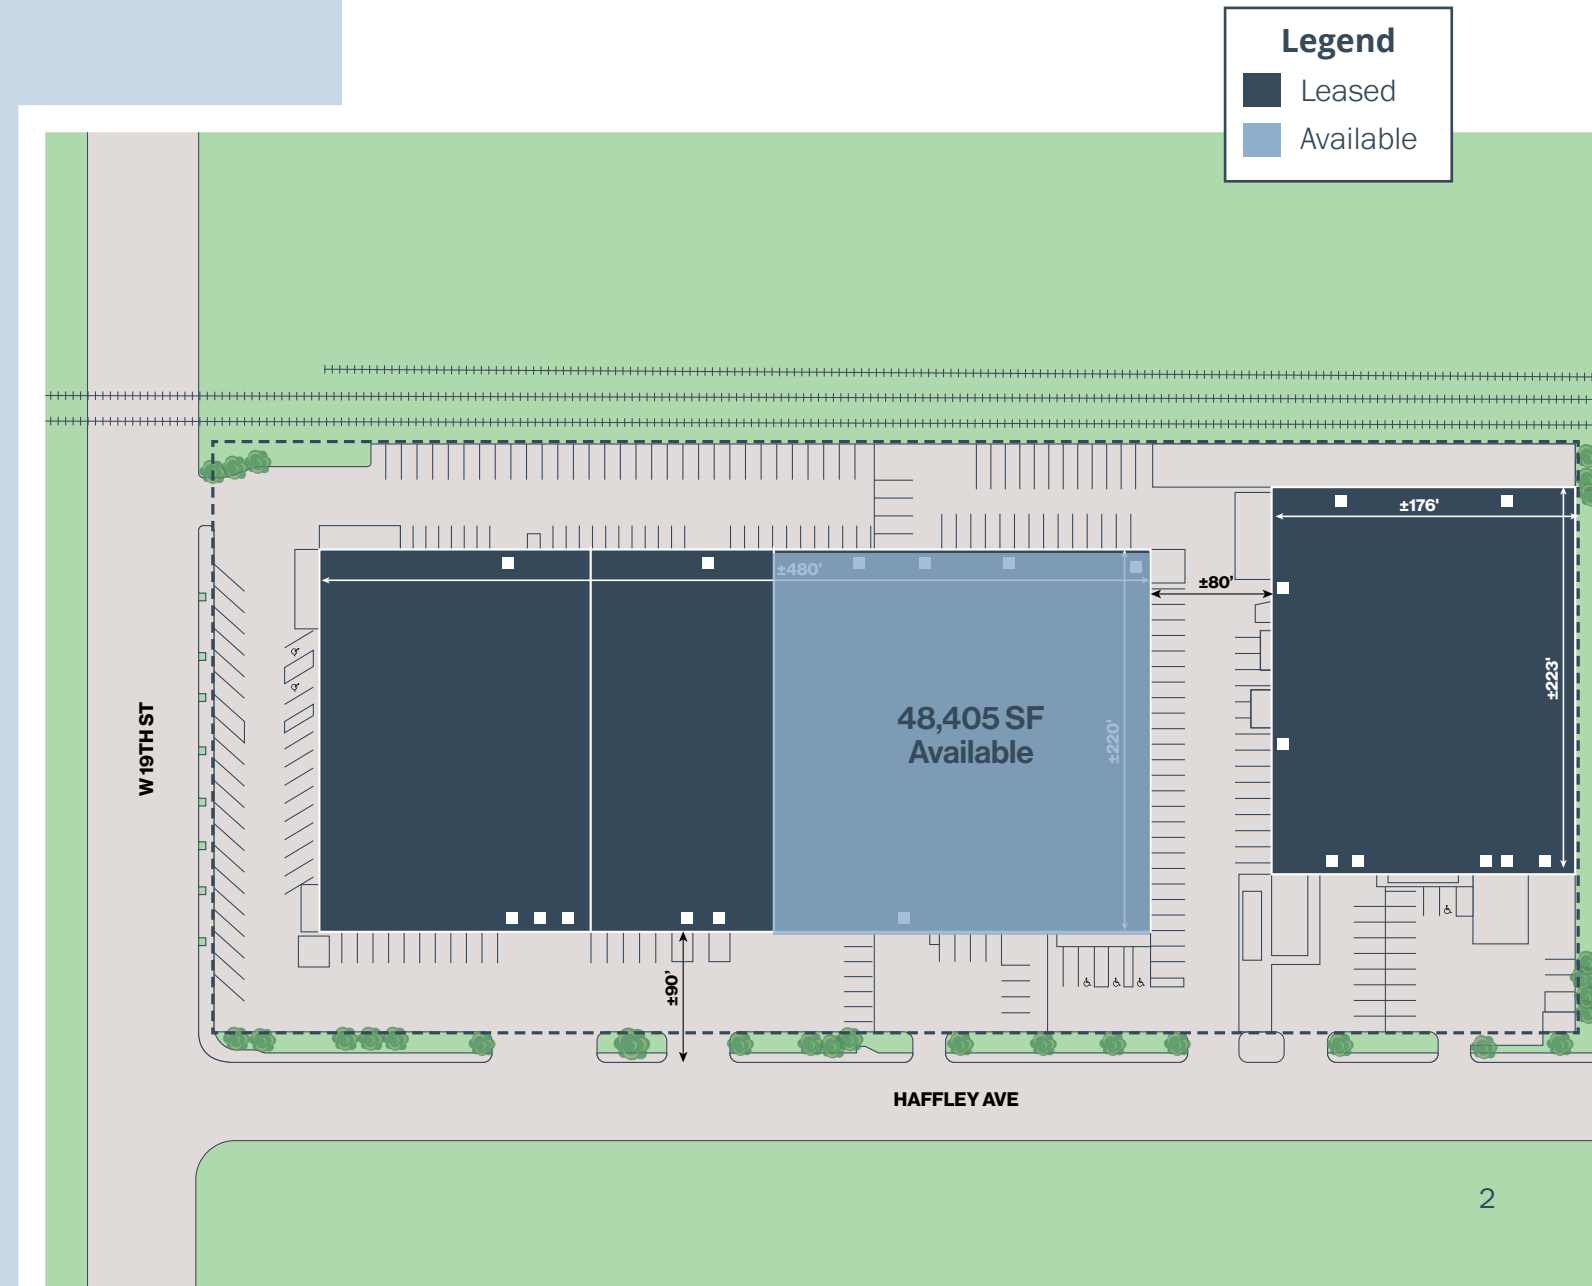 Legend
Leased
Available
±176'
±480'
±80'
±223'
48,405 SF
Available
±220'
W 19TH ST
±90'
HAFFLEY AVE
2